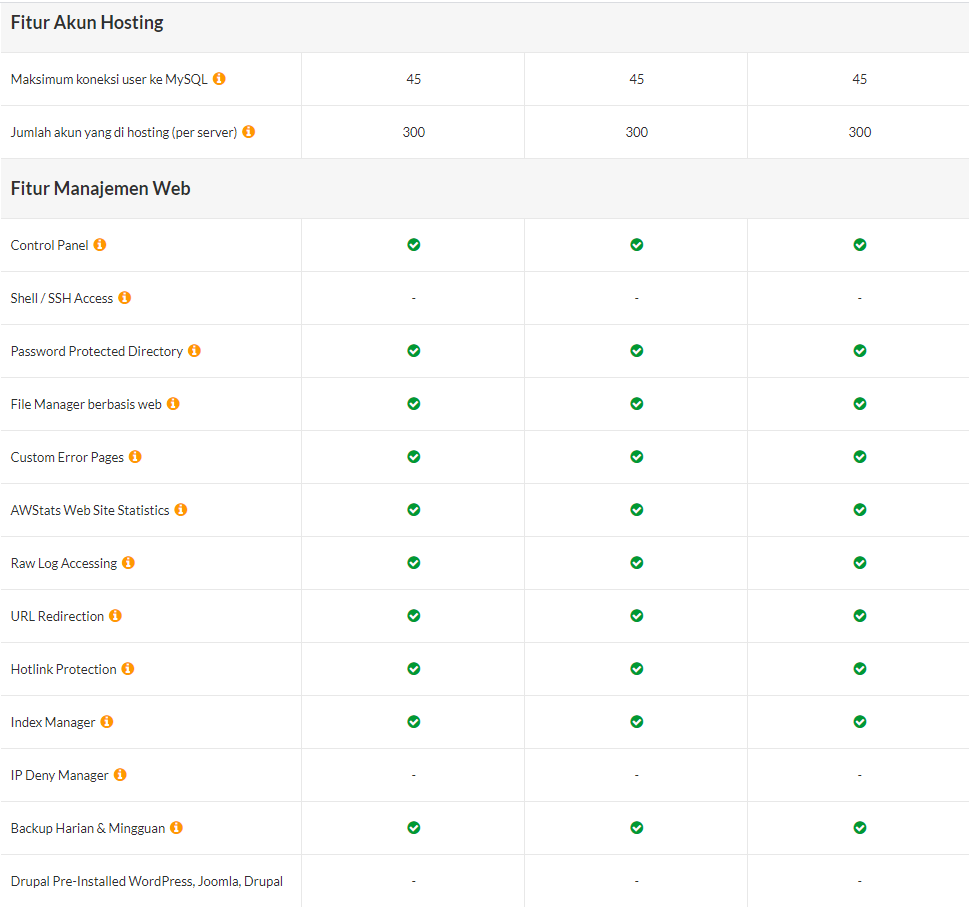 Fitur Akun Hosting
Maksimum koneksi user ke MySQL 45 45 45
Jumlah akun yang di hosting (per server) 300 300 300
Fitur Manajemen Web
Control Panel
Shell / SSH Access - - -
Password Protected Directory
File Manager berbasis web
Custom Error Pages
AWStats Web Site Statistics
Raw Log Accessing
URL Redirection
Hotlink Protection
Index Manager
IP Deny Manager - - -
Backup Harian & Mingguan
Drupal Pre-Installed WordPress, Joomla, Drupal - - -